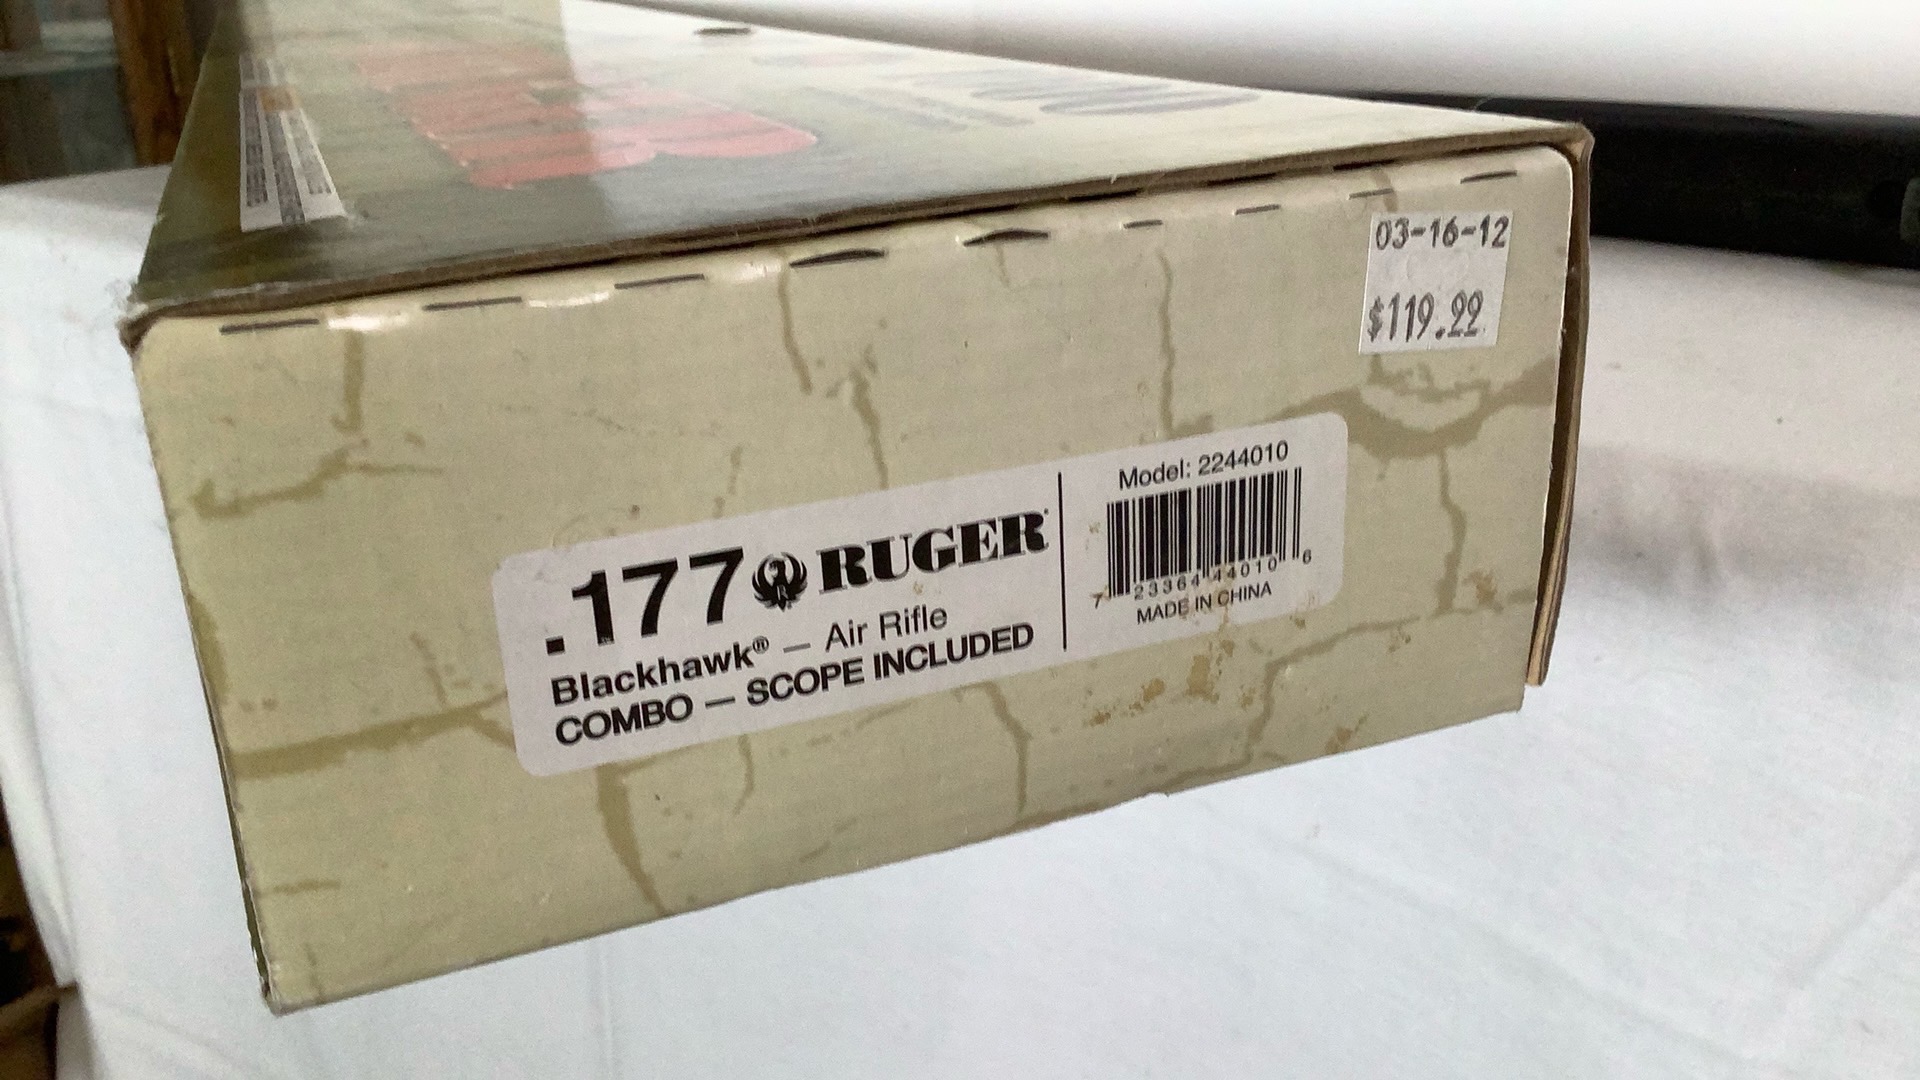 03-16-12
$119.22
.177 RUGER
Blackhawk® — Air Rifle
COMBO — SCOPE INCLUDED
Model: 2244010
7 23364 44010 6
MADE IN CHINA